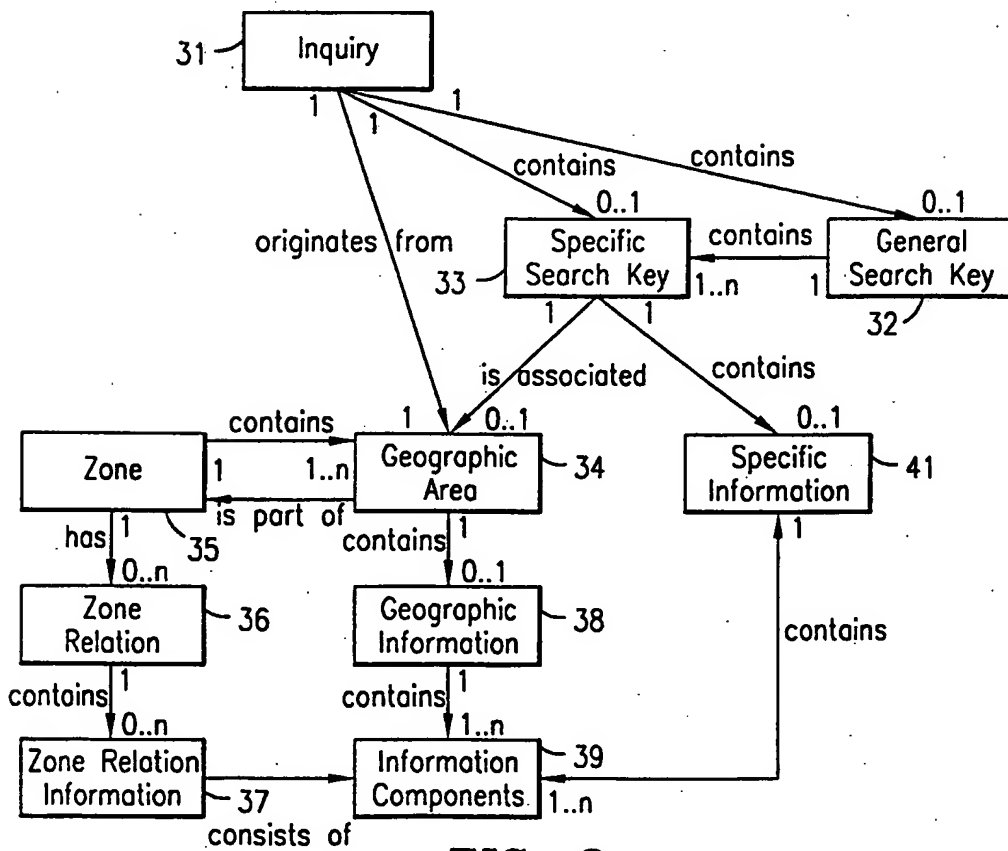 31
Inquiry
1
1
1
contains
contains
0..1
0..1
originates from
Specific
Search Key
contains
General
Search Key
33
1..n
1
32
1
1
is associated
contains
contains
1
0..1
0..1
Zone
1
1..n
Geographic
Area
34
Specific
Information
41
is part of
has
1
35
contains
1
1
0..n
0..1
Zone
Relation
36
Geographic
Information
38
contains
contains
1
contains
1
0..n
1..n
Zone Relation
Information
37
Information
Components
39
1..n
consists of